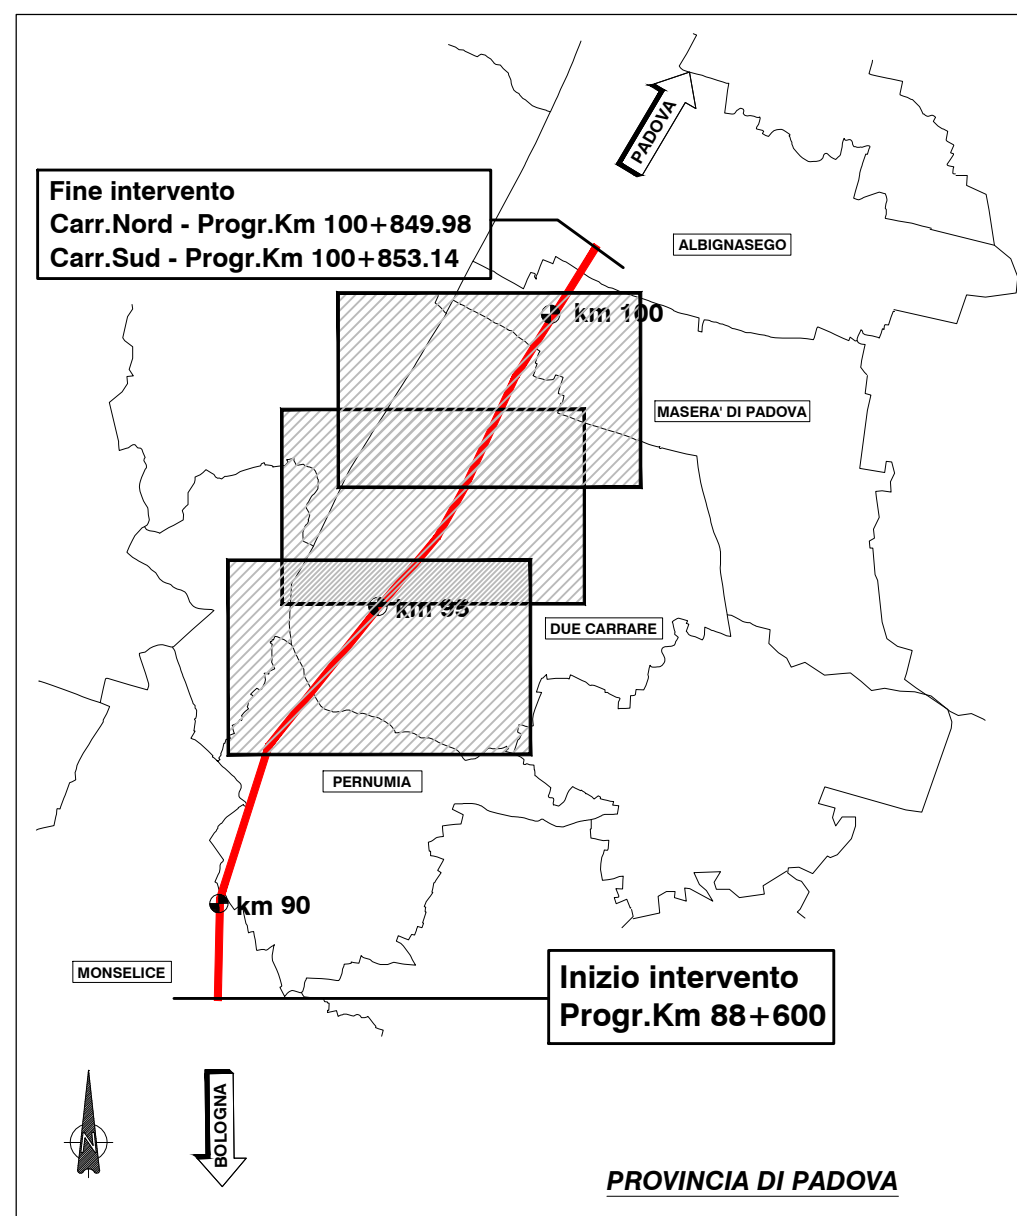 PADOVA
Fine intervento
Carr.Nord - Progr.Km 100+849.98
Carr.Sud - Progr.Km 100+853.14
ALBIGNASEGO
km 100
MASERA' DI PADOVA
km 95
DUE CARRARE
PERNUMIA
km 90
MONSELICE
Inizio intervento
Progr.Km 88+600
BOLOGNA
N
PROVINCIA DI PADOVA